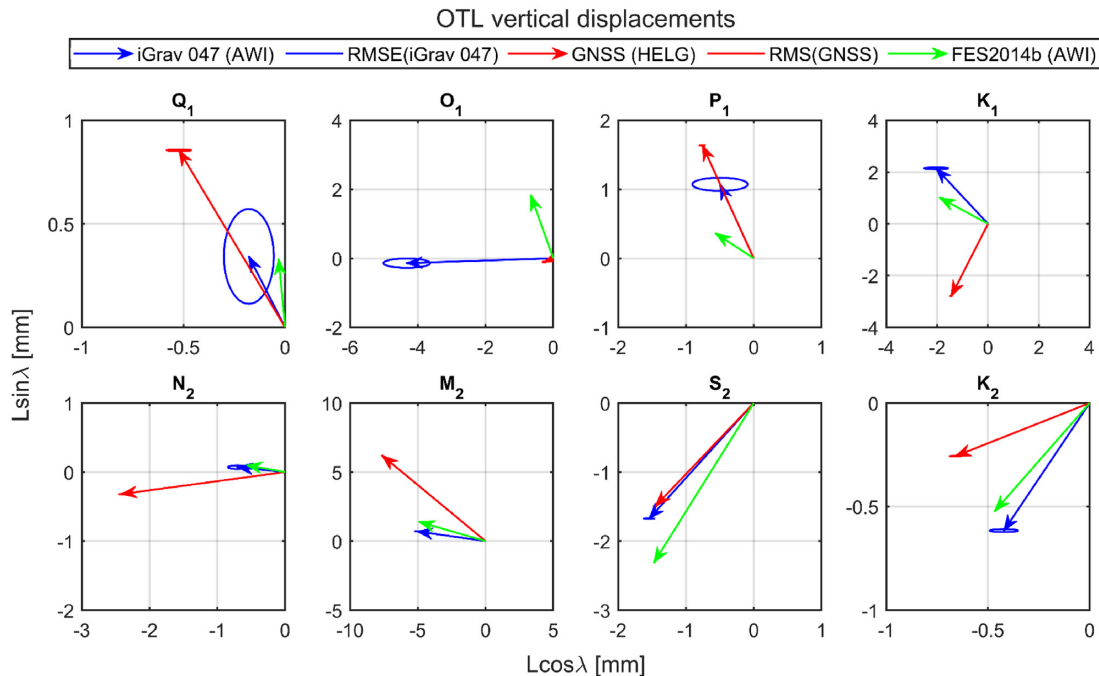 OTL vertical displacements
iGrav 047 (AWI) RMSE(iGrav 047) GNSS (HELG) RMS(GNSS) FES2014b (AWI)
Q1 O1 P1 K1
1 4 2 4
2 1 2
0.5 0
0 0 -2
0 -2 -1 -4
-1 -0.5 0 -6 -4 -2 0 -1 0 1 -4 -2 0 2 4
Lsinλ [mm]
N2 M2 S2 K2
1 10 0 0
0 5 -1
0 -0.5
-1 -2
-2 -5 -3 -1
-3 -2 -1 0 -10 -5 0 5 -2 -1 0 1 -1 -0.5 0
Lcosλ [mm]